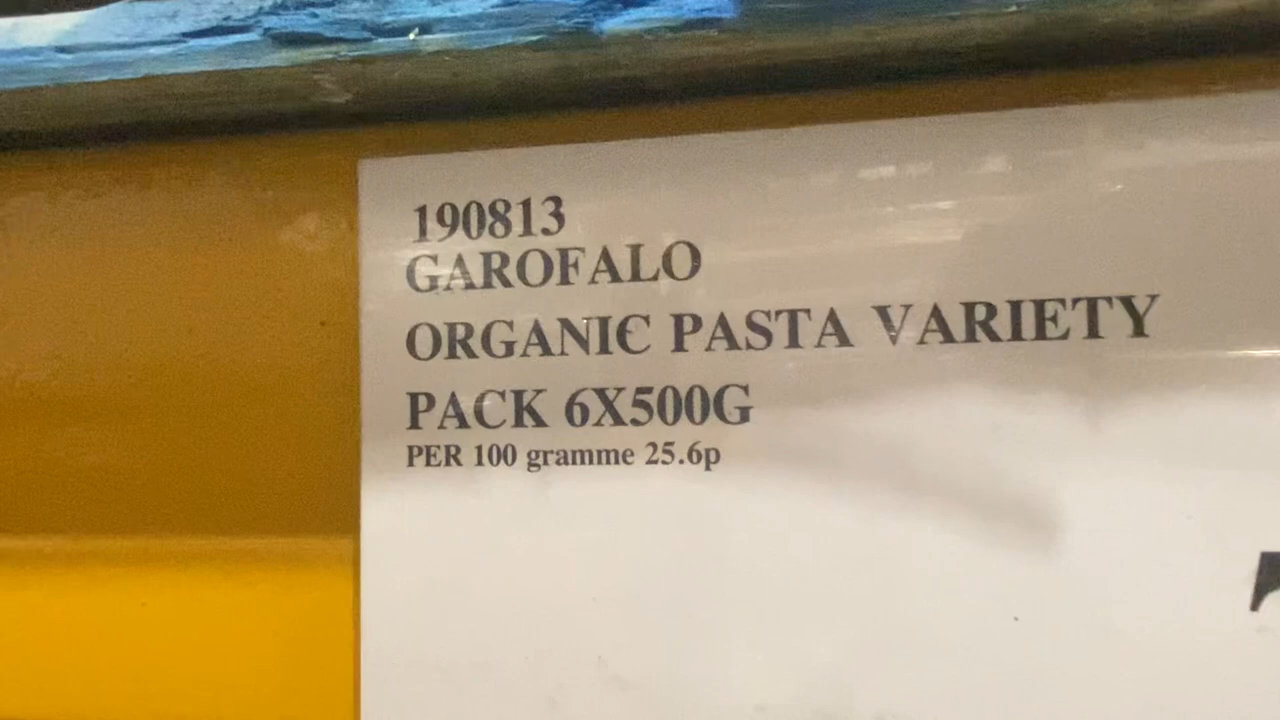 190813
GAROFALO
ORGANIC PASTA VARIETY
PACK 6X500G
PER 100 gramme 25.6p